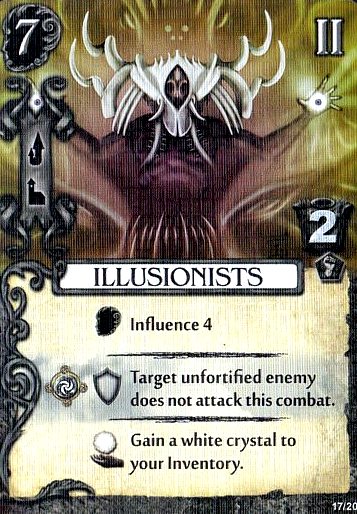 7
II
2
ILLUSIONISTS
Influence 4
Target unfortified enemy
does not attack this combat.
Gain a white crystal to
your Inventory.
17/20